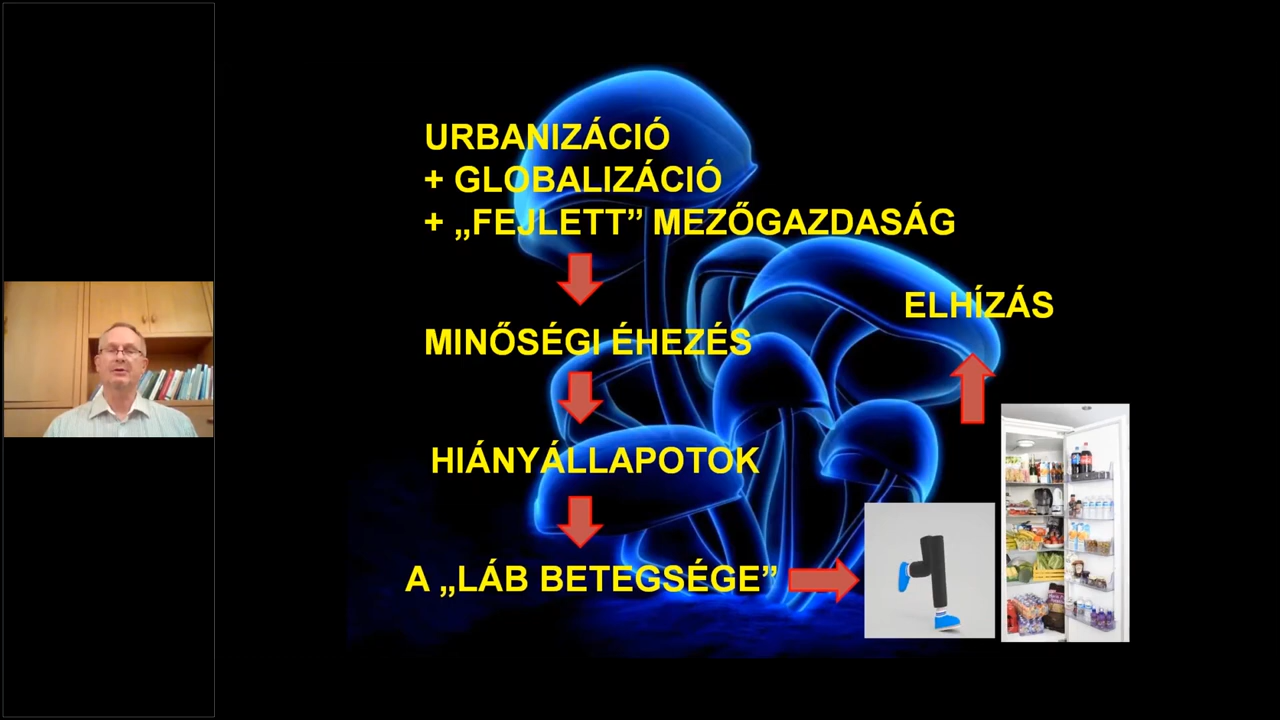 URBANIZÁCIÓ
+ GLOBALIZÁCIÓ
+ „FEJLETT” MEZŐGAZDASÁG
ELHÍZÁS
MINŐSÉGI ÉHEZÉS
HIÁNYÁLLAPOTOK
A „LÁB BETEGSÉGE”